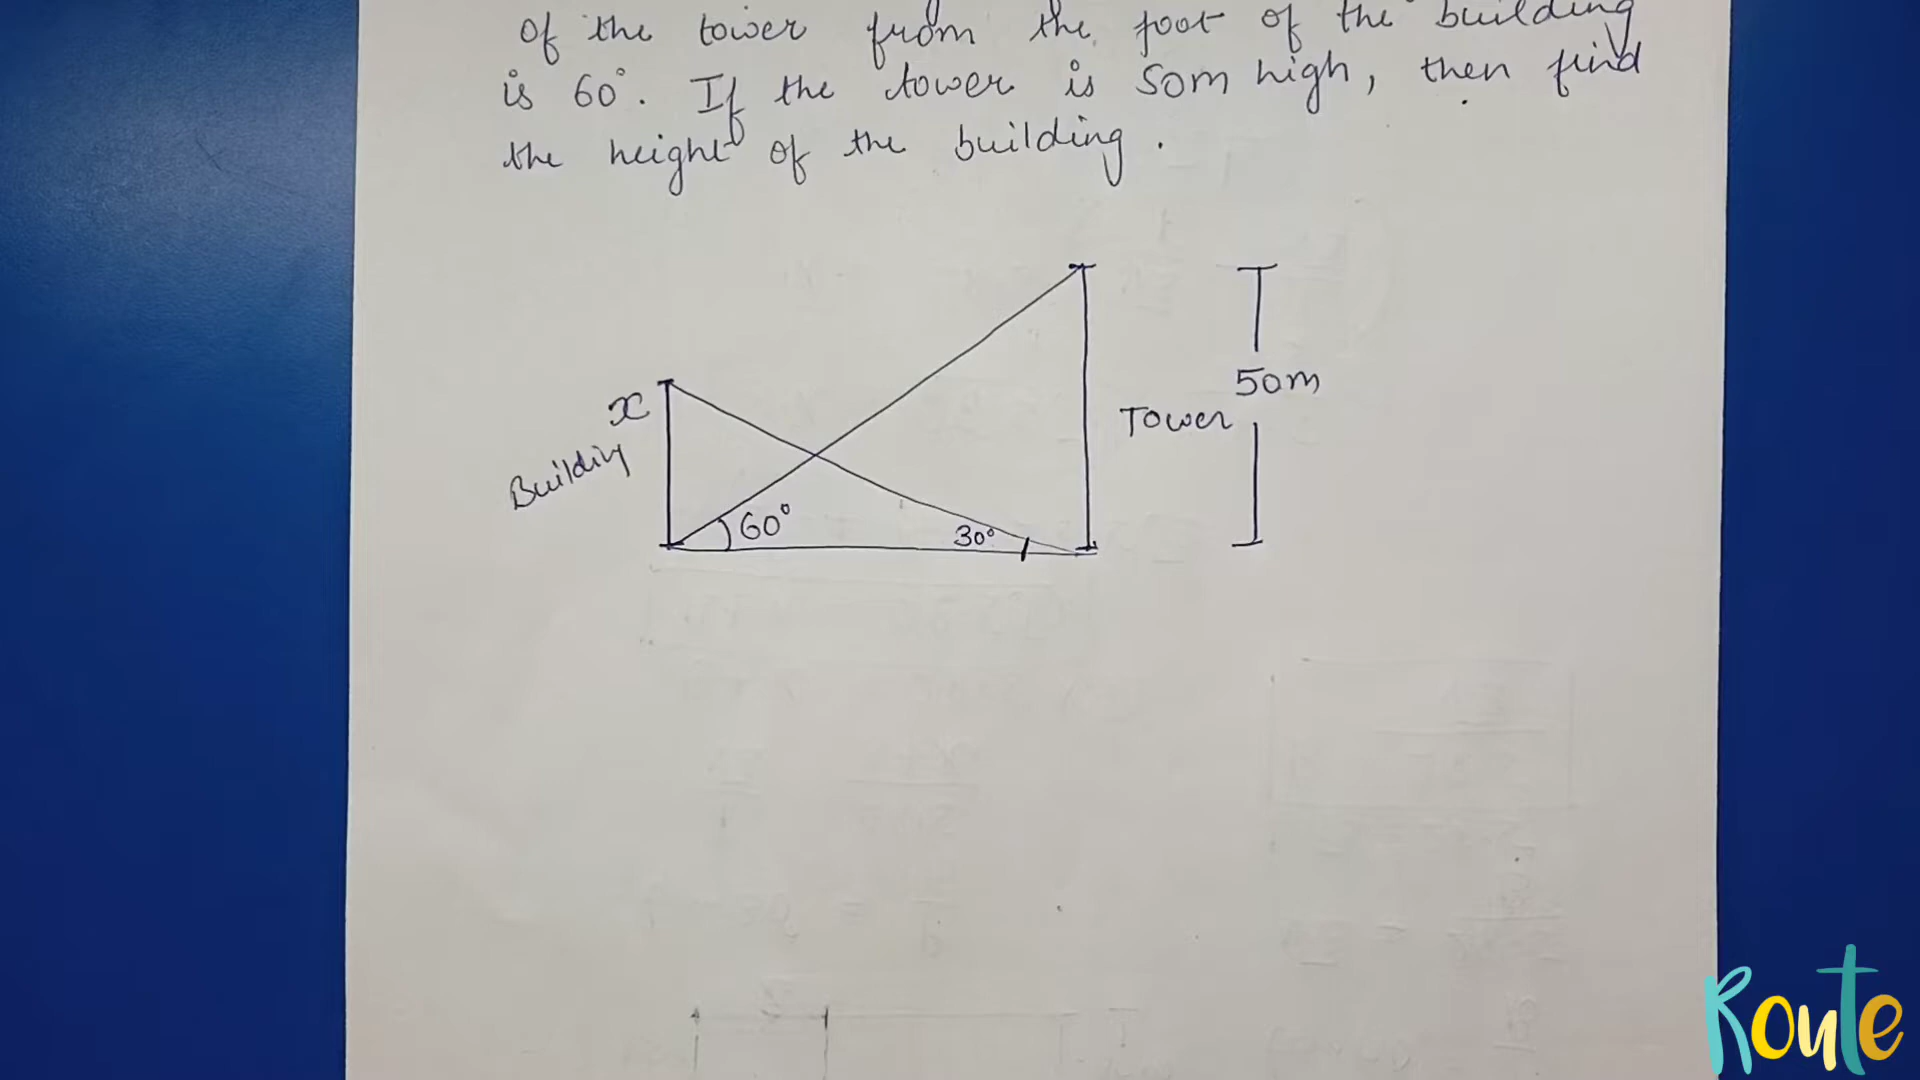 of the tower from the foot of the building
is 60°. If the tower is 50m high, then find
the height of the building.
50m
x
Tower
Building
60°
30°
Route